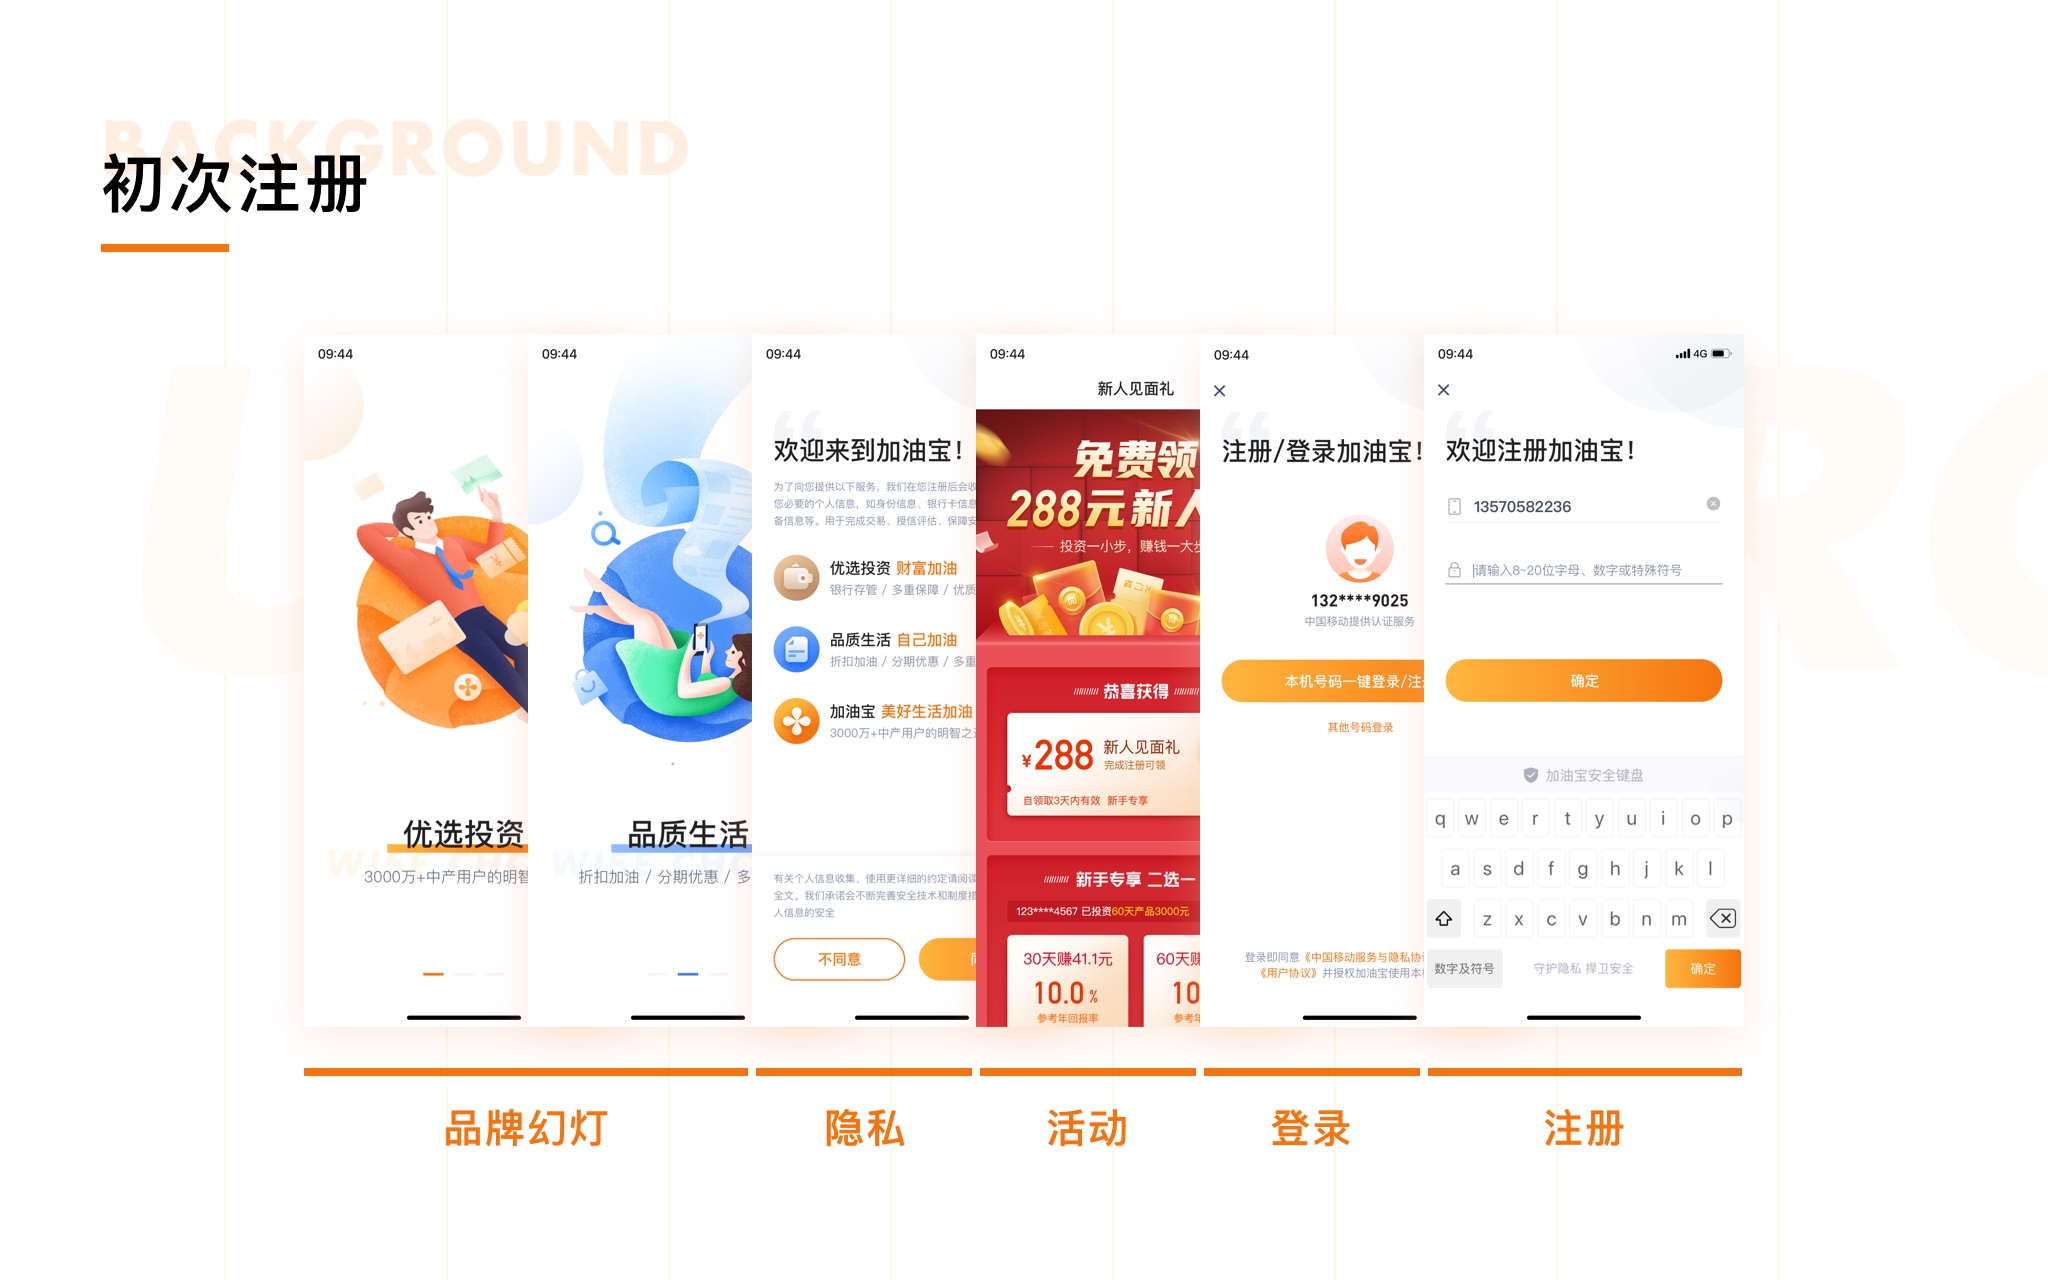 BACKGROUND
初次注册
09:44
优选投资
WISE CHO
3000万+中产用户的明智
09:44
品质生活
WISE CHO
折扣加油 / 分期优惠 / 多
09:44
欢迎来到加油宝!
为了向您提供以下服务，我们在您注册后会收
您必要的个人信息，如身份信息、银行卡信息
备信息等。用于完成交易、授信评估、保障安
优选投资 财富加油
银行存管 / 多重保障 / 优质
品质生活 自己加油
折扣加油 / 分期优惠 / 多重
加油宝 美好生活加油
3000万+中产用户的明智之
有关个人信息收集、使用更详细的约定请阅读
全文。我们承诺会不断完善安全技术和制度措
人信息的安全
不同意
09:44
新人见面礼
免费领
288元新人
投资一小步，赚钱一大步
恭喜获得
¥288 新人见面礼
完成注册可领
自领取3天内有效 新手专享
新手专享 二选一
123****4567 已投资60天产品3000元
30天赚41.1元
10.0 %
参考年回报率
60天赚
10
参考年
09:44
注册/登录加油宝!
132****9025
中国移动提供认证服务
本机号码一键登录/注
其他号码登录
登录即同意《中国移动服务与隐私协
《用户协议》并授权加油宝使用本
09:44 4G
欢迎注册加油宝!
13570582236
请输入8~20位字母、数字或特殊符号
确定
加油宝安全键盘
q w e r t y u i o p
a s d f g h j k l
z x c v b n m
数字及符号 守护隐私 捍卫安全 确定
品牌幻灯 隐私 活动 登录 注册